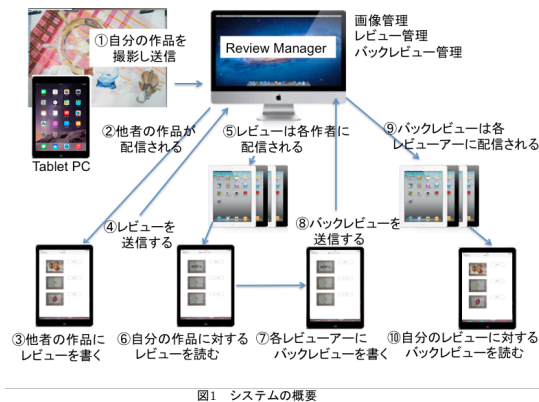 ①自分の作品を
撮影し送信
Review Manager
画像管理
レビュー管理
バックレビュー管理
Tablet PC
②他者の作品が
配信される
⑤レビューは各作者に
配信される
⑨バックレビューは各
レビューアーに配信される
④レビューを
送信する
⑧バックレビューを
送信する
③他者の作品に
レビューを書く
⑥自分の作品に対する
レビューを読む
⑦各レビューアーに
バックレビューを書く
⑩自分のレビューに対する
バックレビューを読む
図1 システムの概要